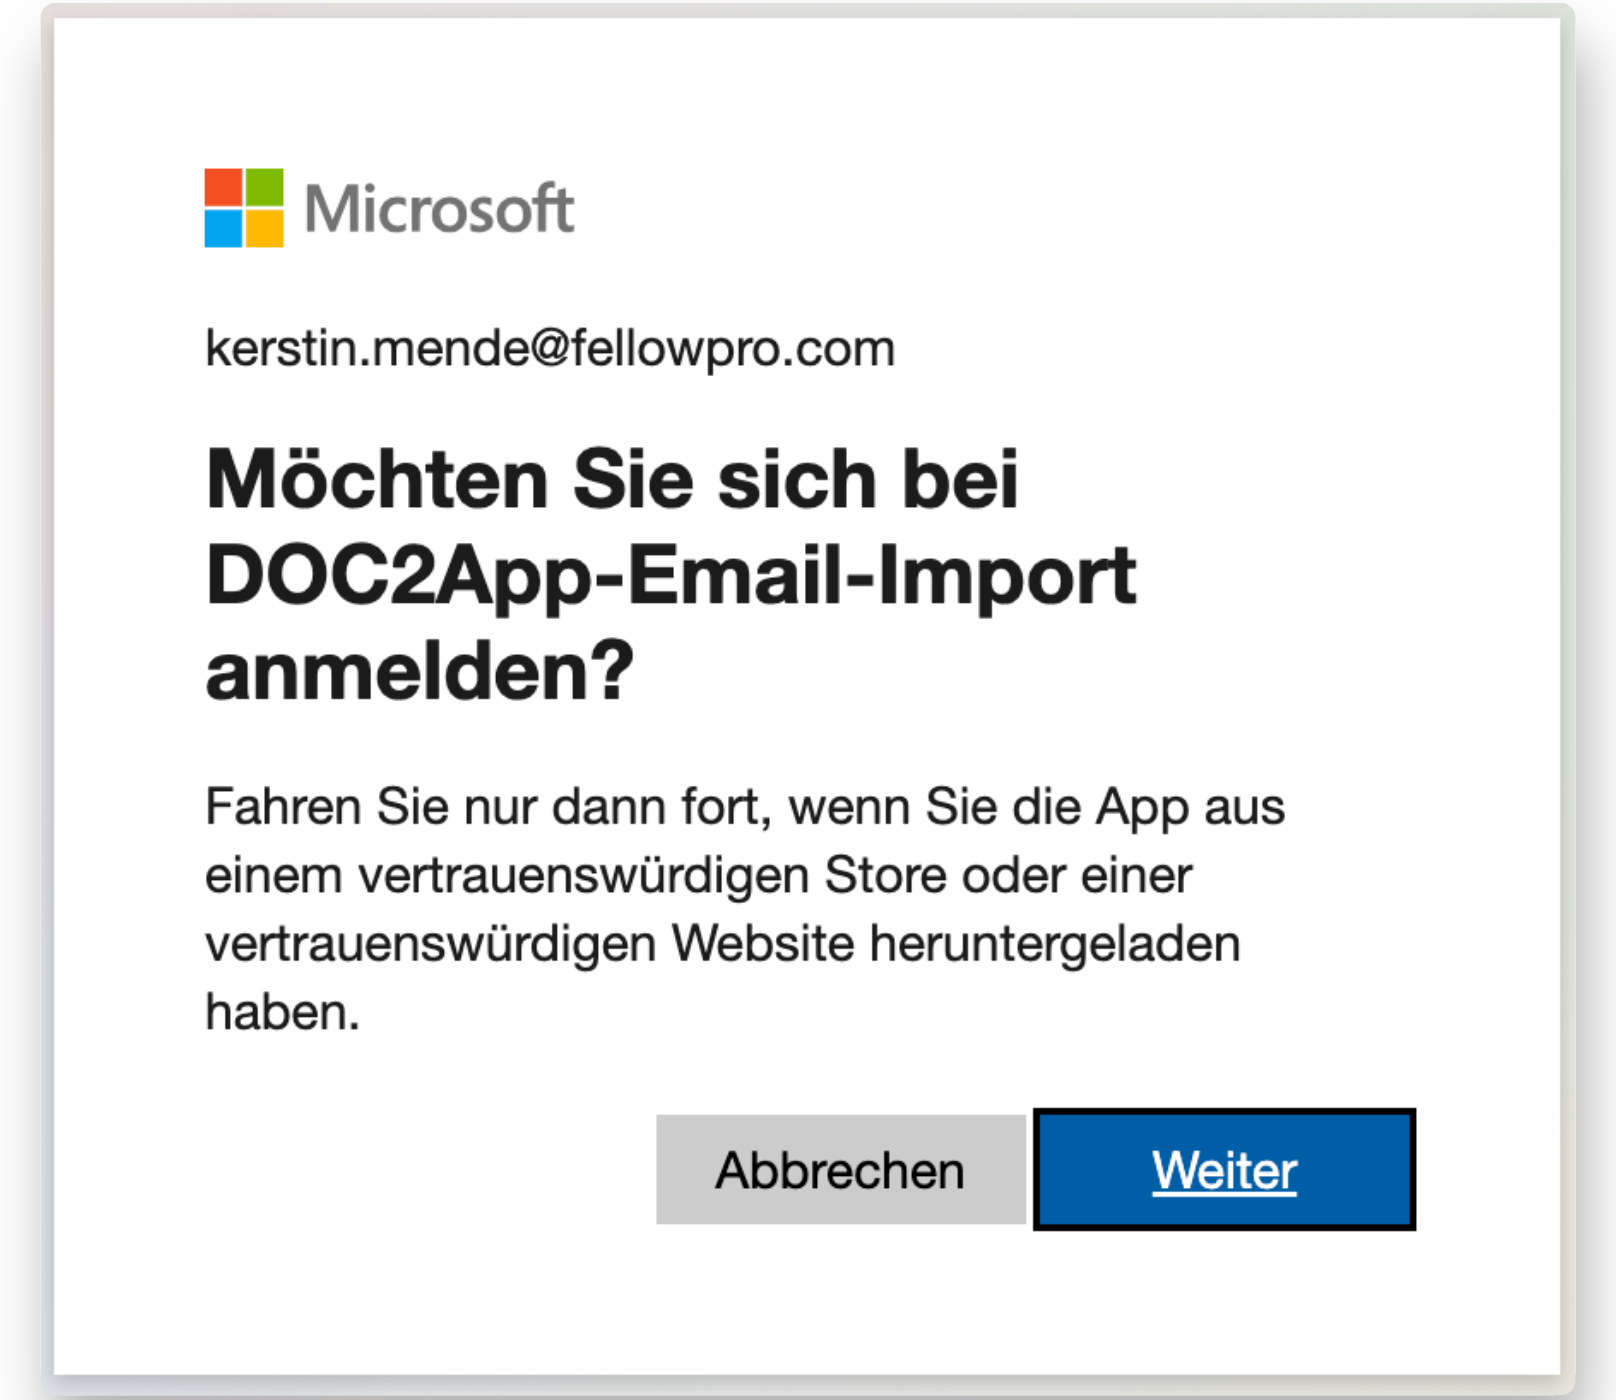 Microsoft
kerstin.mende@fellowpro.com
Möchten Sie sich bei
DOC2App-Email-Import
anmelden?
Fahren Sie nur dann fort, wenn Sie die App aus
einem vertrauenswürdigen Store oder einer
vertrauenswürdigen Website heruntergeladen
haben.
Abbrechen
Weiter